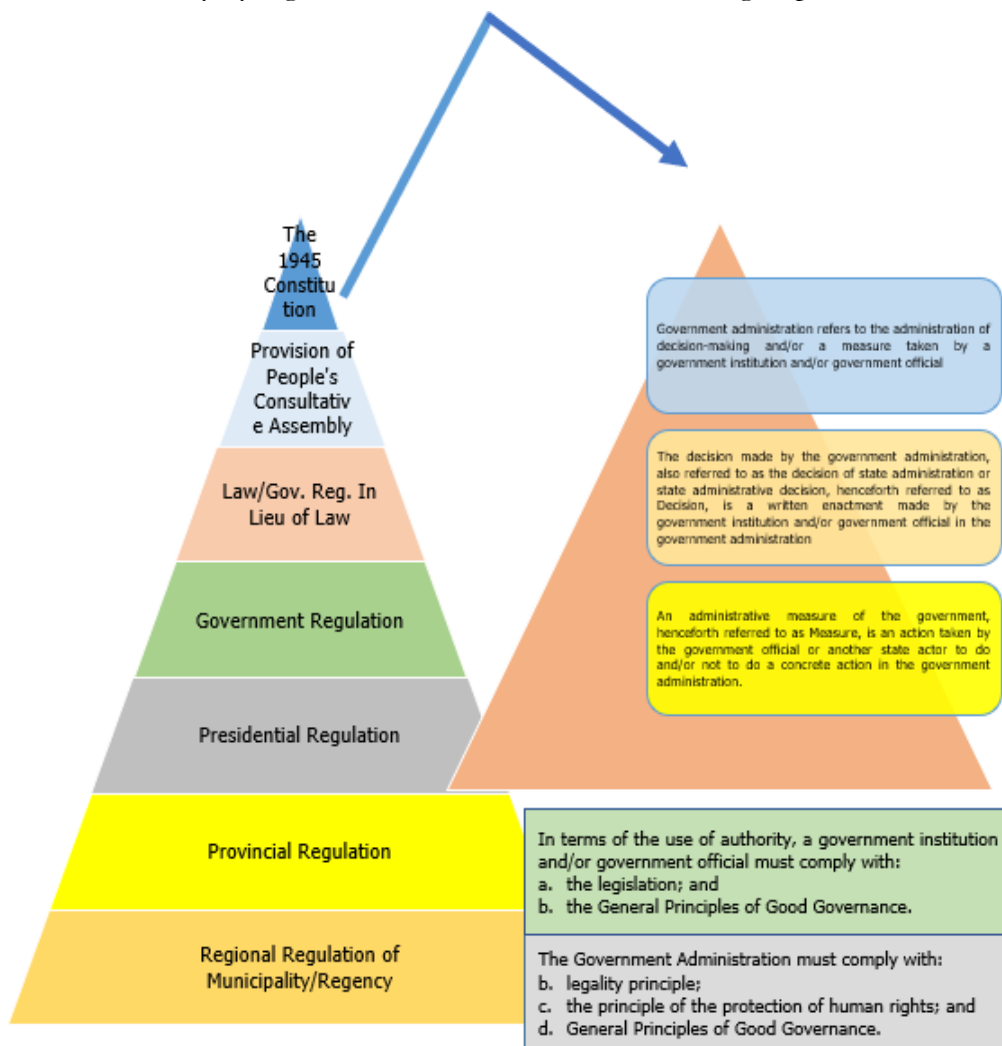 The
1945
Constitu
tion
Provision of
People's
Consultativ
e Assembly
Law/Gov. Reg. In
Lieu of Law
Government Regulation
Presidential Regulation
Provincial Regulation
Regional Regulation of
Municipality/Regency
Government administration refers to the administration of
decision-making and/or a measure taken by a
government institution and/or government official
The decision made by the government administration,
also referred to as the decision of state administration or
state administrative decision, henceforth referred to as
Decision, is a written enactment made by the
government institution and/or government official in the
government administration
An administrative measure of the government,
henceforth referred to as Measure, is an action taken by
the government official or another state actor to do
and/or not to do a concrete action in the government
administration.
In terms of the use of authority, a government institution
and/or government official must comply with:
a. the legislation; and
b. the General Principles of Good Governance.
The Government Administration must comply with:
b. legality principle;
c. the principle of the protection of human rights; and
d. General Principles of Good Governance.